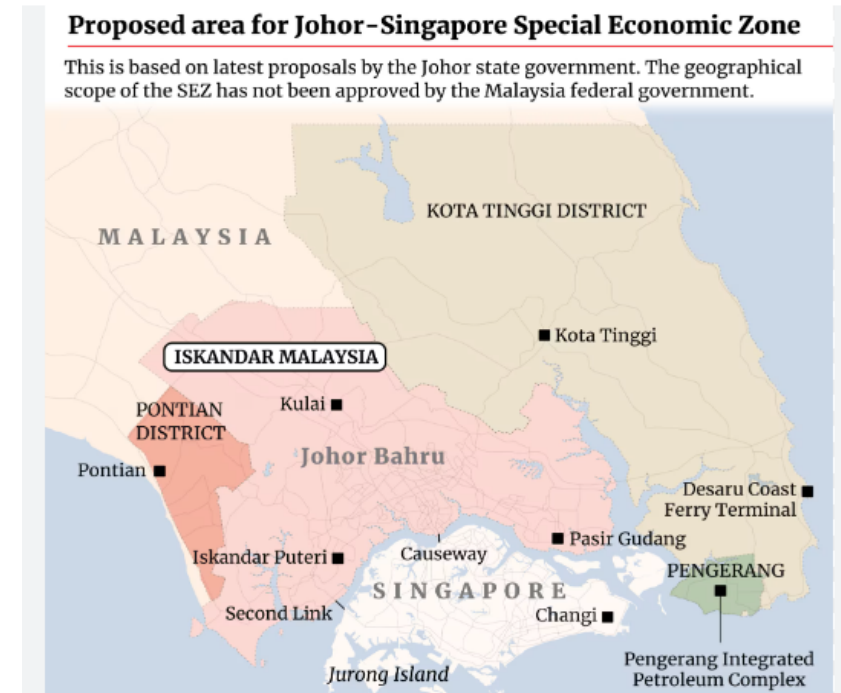 Proposed area for Johor-Singapore Special Economic Zone
This is based on latest proposals by the Johor state government. The geographical
scope of the SEZ has not been approved by the Malaysia federal government.
KOTA TINGGI DISTRICT
MALAYSIA
Kota Tinggi
ISKANDAR MALAYSIA
PONTIAN
DISTRICT
Kulai
Johor Bahru
Pontian
Desaru Coast
Ferry Terminal
Pasir Gudang
Causeway
Iskandar Puteri
PENGERANG
SINGAPORE
Second Link
Changi
Pengerang Integrated
Petroleum Complex
Jurong Island